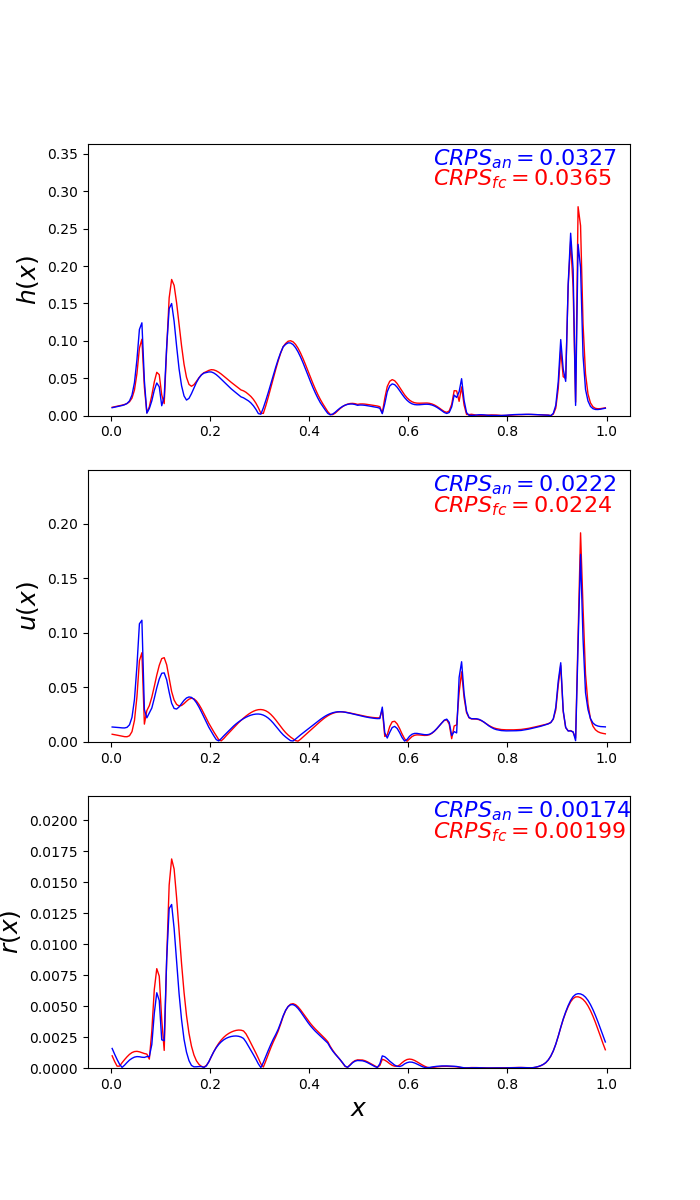 CRPS_an = 0.0327
CRPS_fc = 0.0365
h(x)
0.35
0.30
0.25
0.20
0.15
0.10
0.05
0.00
0.0 0.2 0.4 0.6 0.8 1.0
CRPS_an = 0.0222
CRPS_fc = 0.0224
u(x)
0.20
0.15
0.10
0.05
0.00
0.0 0.2 0.4 0.6 0.8 1.0
CRPS_an = 0.00174
CRPS_fc = 0.00199
r(x)
0.0200
0.0175
0.0150
0.0125
0.0100
0.0075
0.0050
0.0025
0.0000
0.0 0.2 0.4 0.6 0.8 1.0
x